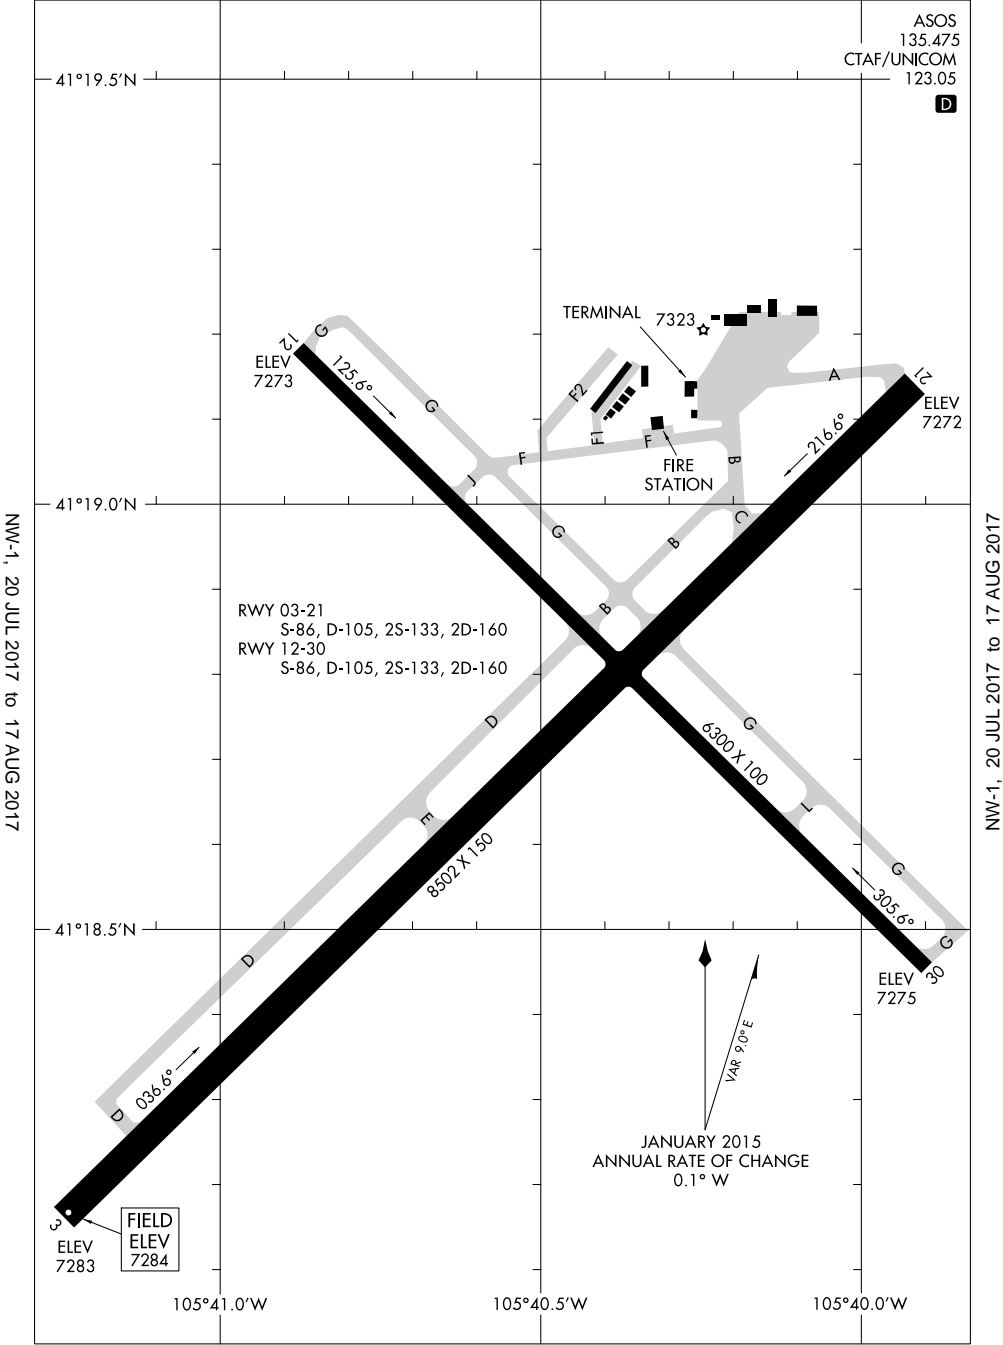 ASOS
135.475
CTAF/UNICOM
123.05
D
41°19.5'N
TERMINAL
7323
12
G
ELEV
7273
125.6°
G
F2
A
21
ELEV
7272
216.6°
F1
F
F
FIRE
STATION
B
J
41°19.0'N
C
G
B
B
RWY 03-21
S-86, D-105, 2S-133, 2D-160
RWY 12-30
S-86, D-105, 2S-133, 2D-160
D
G
6300 X 100
L
E
8502 X 150
G
305.6°
41°18.5'N
D
G
30
ELEV
7275
VAR 9.0° E
036.6°
D
JANUARY 2015
ANNUAL RATE OF CHANGE
0.1° W
3
FIELD
ELEV
7284
ELEV
7283
105°41.0'W
105°40.5'W
105°40.0'W
NW-1, 20 JUL 2017 to 17 AUG 2017
NW-1, 20 JUL 2017 to 17 AUG 2017